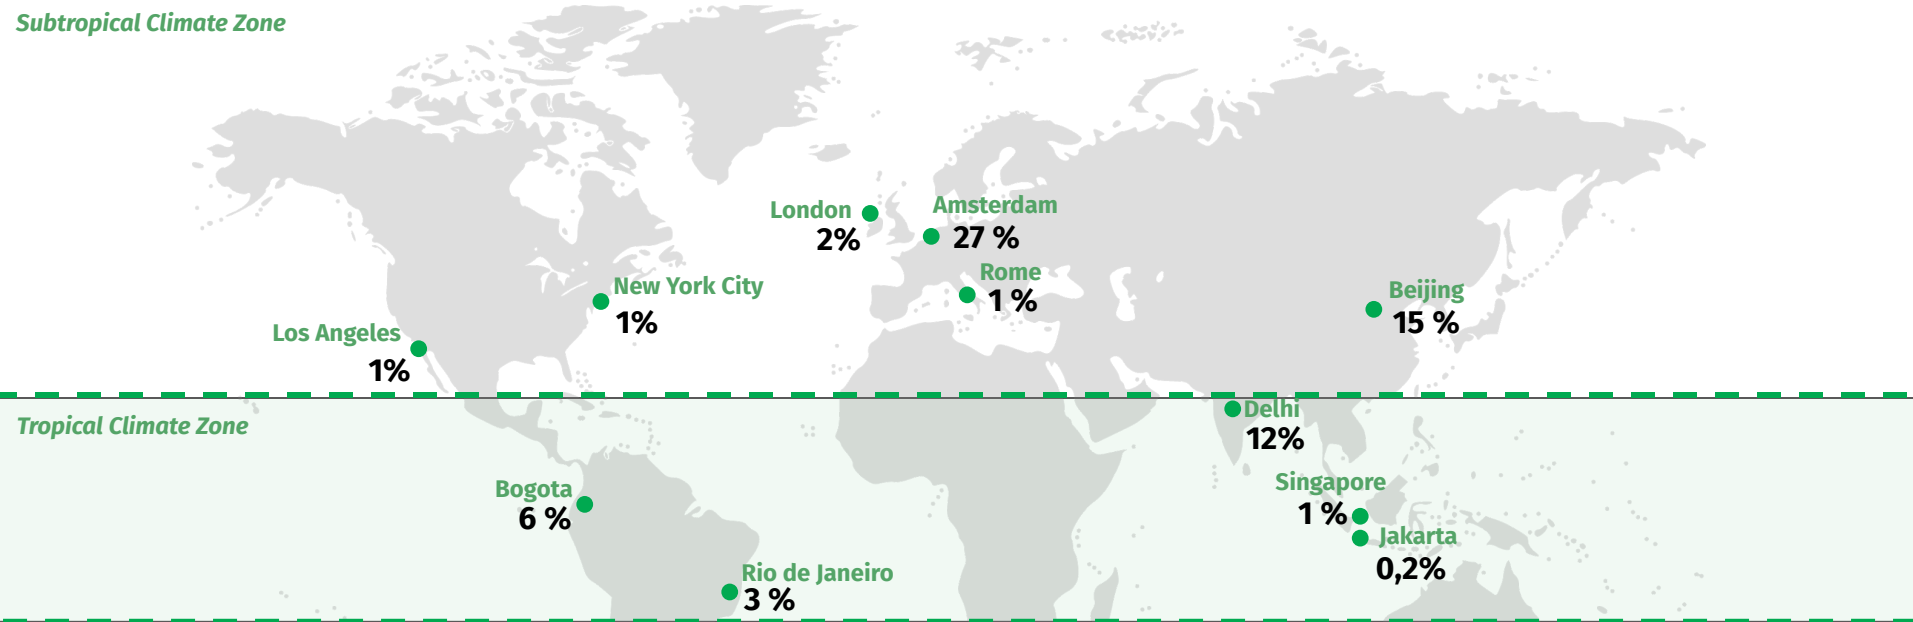 Subtropical Climate Zone
London
2%
Amsterdam
27 %
Rome
1 %
New York City
1%
Beijing
15 %
Los Angeles
1%
Tropical Climate Zone
Delhi
12%
Bogota
6 %
Singapore
1 %
Jakarta
0,2%
Rio de Janeiro
3 %